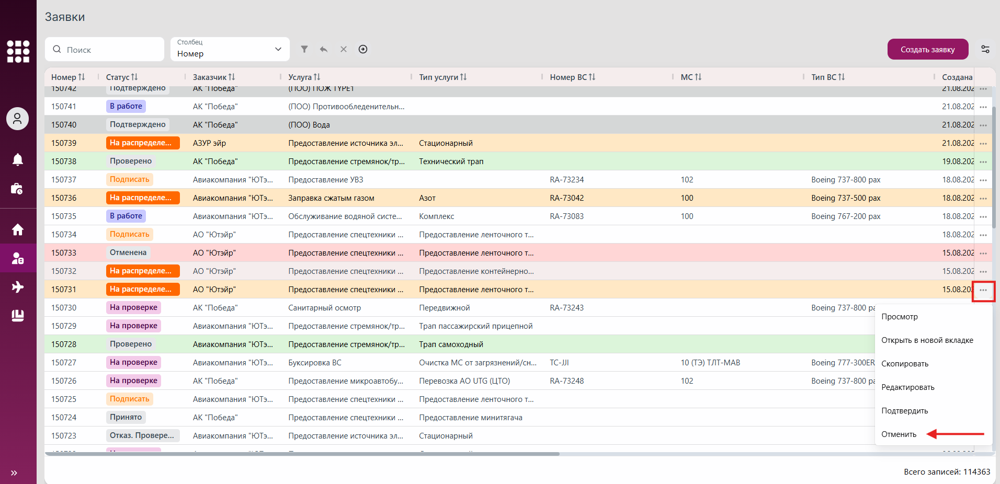 Заявки
Поиск
Столбец
Номер
Создать заявку
Номер Статус Заказчик Услуга Тип услуги Номер ВС МС Тип ВС Создана
150742 Подтверждено АК "Победа" (ПОО) ПОЖ TYPE1 21.08.202
150741 В работе АК "Победа" (ПОО) Противообледенительн... 21.08.202
150740 Подтверждено АК "Победа" (ПОО) Вода 21.08.202
150739 На распределе... АЗУР эйр Предоставление источника эл... Стационарный 21.08.202
150738 Проверено АК "Победа" Предоставление стремянок/тр... Технический трап 19.08.202
150737 Подписать Авиакомпания "ЮТэ... Предоставление УВЗ RA-73234 102 Boeing 737-800 pax 18.08.202
150736 На распределе... Авиакомпания "ЮТэ... Заправка сжатым газом Азот RA-73042 100 Boeing 737-500 pax 18.08.202
150735 В работе Авиакомпания "ЮТэ... Обслуживание водяной систе... Комплекс RA-73083 100 Boeing 767-200 pax 18.08.202
150734 Подписать АО "Ютэйр" Предоставление спецтехники ... Предоставление ленточного т... 18.08.202
150733 Отменена АО "Ютэйр" Предоставление спецтехники ... Предоставление ленточного т... 15.08.202
150732 На распределе... АО "Ютэйр" Предоставление спецтехники ... Предоставление контейнерно... 15.08.202
150731 На распределе... АО "Ютэйр" Предоставление спецтехники ... Предоставление ленточного т... 15.08.202
150730 На проверке АК "Победа" Санитарный осмотр Передвижной RA-73243 Boeing 737-800 pa
150729 На проверке Авиакомпания "ЮТэ... Предоставление стремянок/тр... Трап пассажирский прицепной
150728 Проверено Авиакомпания "ЮТэ... Предоставление стремянок/тр... Трап самоходный
150727 На проверке Авиакомпания "ЮТэ... Буксировка ВС Очистка МС от загрязнений/сн... TC-JJI 10 (ТЭ) ТЛТ-МАВ Boeing 777-300ER
150726 На проверке АК "Победа" Предоставление микроавтобу... Перевозка АО UTG (ЦТО) RA-73248 102 Boeing 737-800 pa
150725 Подписать Авиакомпания "ЮТэ... Предоставление спецтехники ... Предоставление ленточного т...
150724 Принято АК "Победа" Предоставление спецтехники ... Предоставление минитягача
150723 Отказ. Провере... Авиакомпания "ЮТэ... Предоставление источника эл... Стационарный
Просмотр
Открыть в новой вкладке
Скопировать
Редактировать
Подтвердить
Отменить
Всего записей: 114363